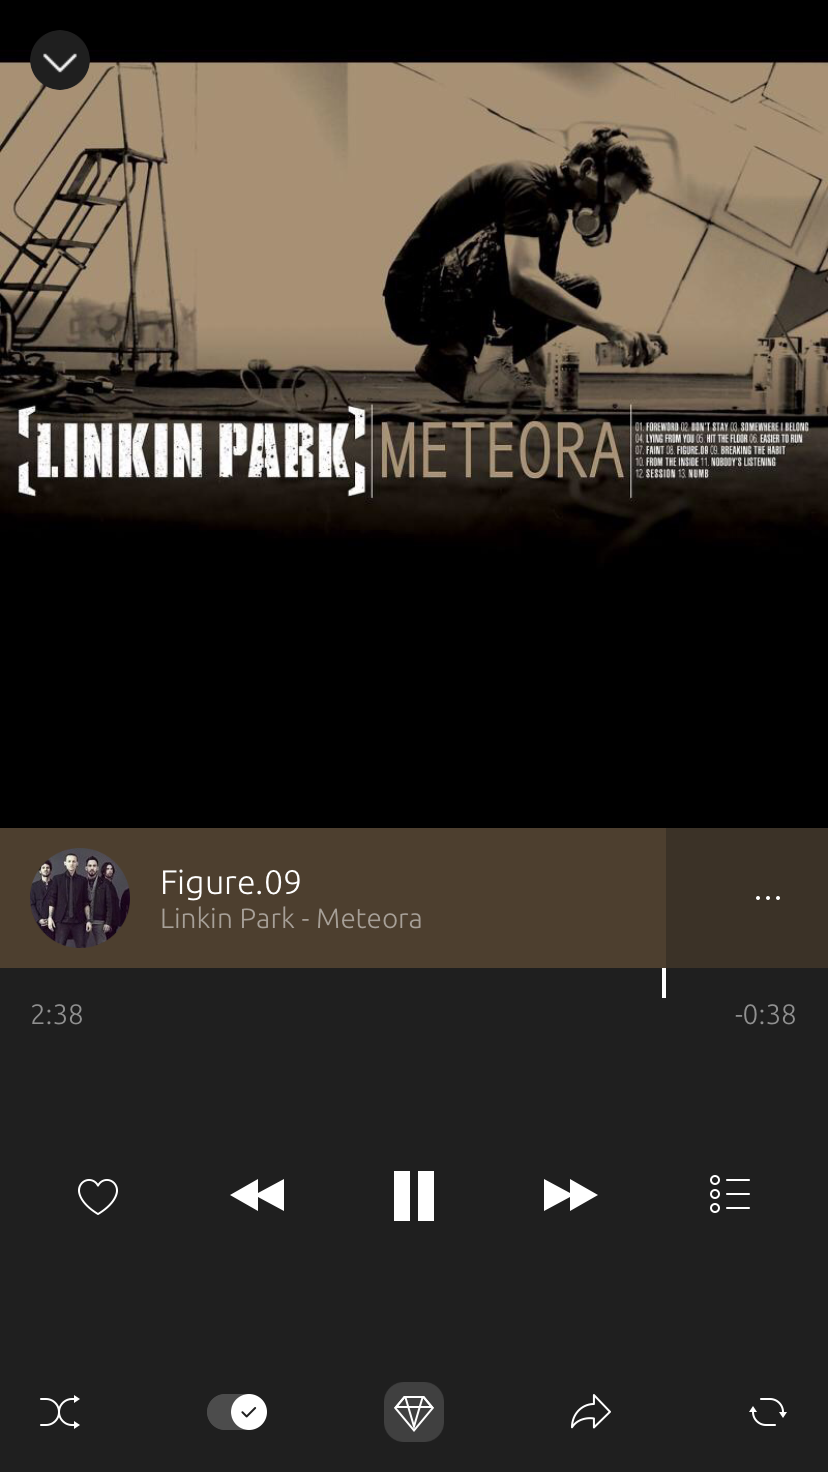 [LINKIN PARK] METEORA
01. FOREWORD 02. DON'T STAY 03. SOMEWHERE I BELONG
04. LYING FROM YOU 05. HIT THE FLOOR 06. EASIER TO RUN
07. FAINT 08. FIGURE.09 09. BREAKING THE HABIT
10. FROM THE INSIDE 11. NOBODY'S LISTENING
12. SESSION 13. NUMB
Figure.09
Linkin Park - Meteora
2:38 -0:38